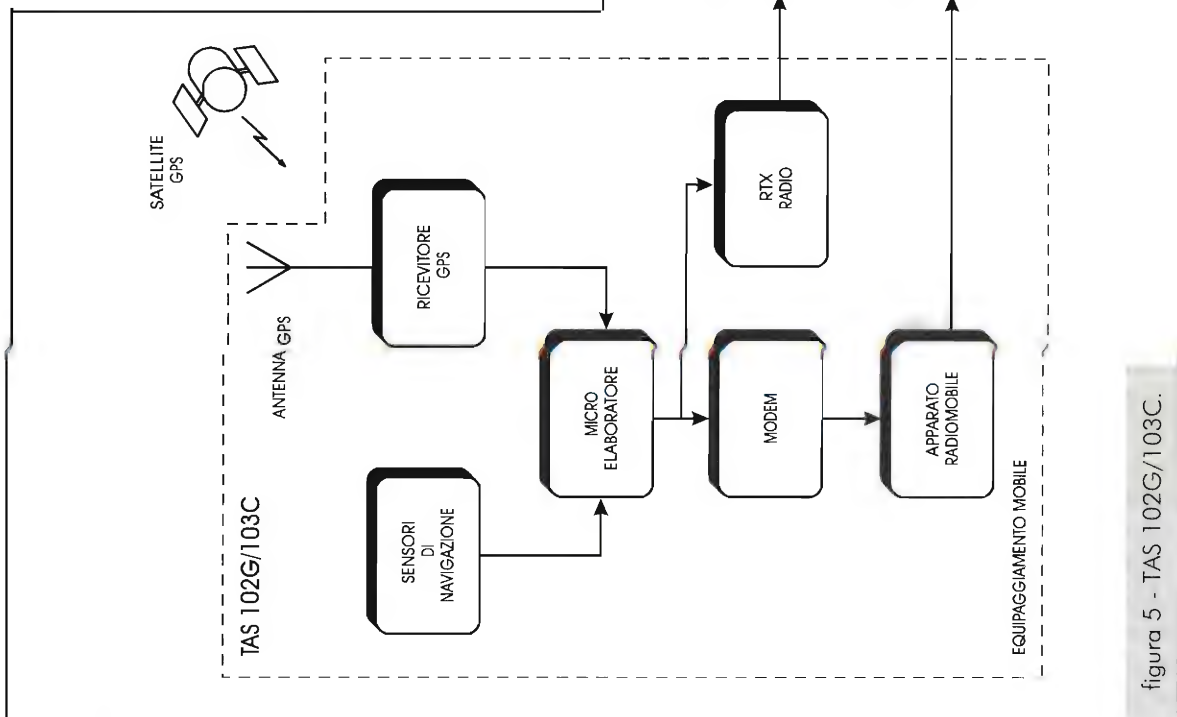 SATELLITE
GPS
ANTENNA GPS
TAS 102G/103C
RICEVITORE
GPS
SENSORI
DI
NAVIGAZIONE
MICRO
ELABORATORE
RTX
RADIO
MODEM
APPARATO
RADIOMOBILE
EQUIPAGGIAMENTO MOBILE
figura 5 - TAS 102G/103C.